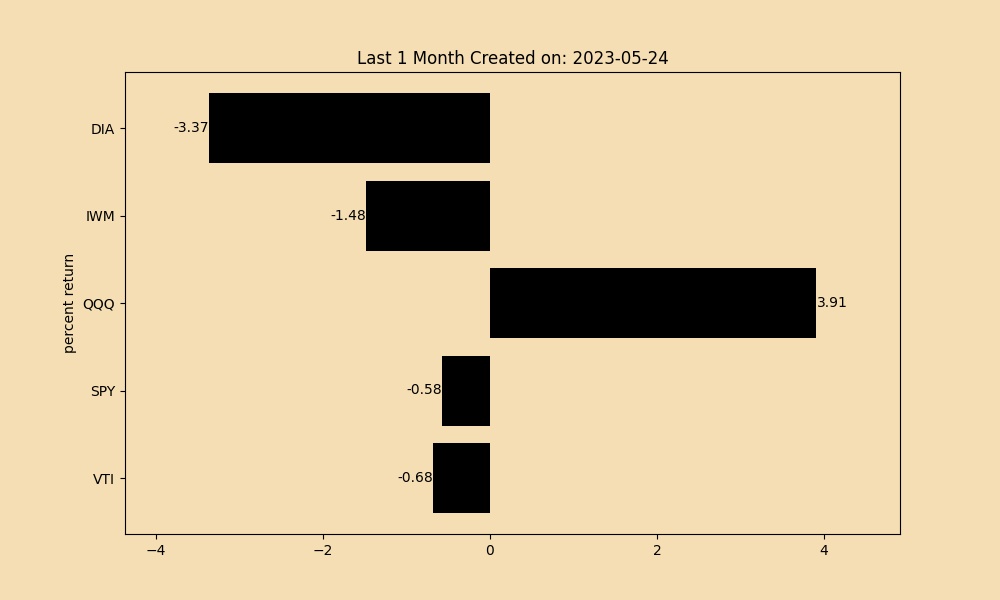 Last 1 Month Created on: 2023-05-24
percent return
DIA
-3.37
IWM
-1.48
QQQ
3.91
SPY
-0.58
VTI
-0.68
−4
−2
0
2
4